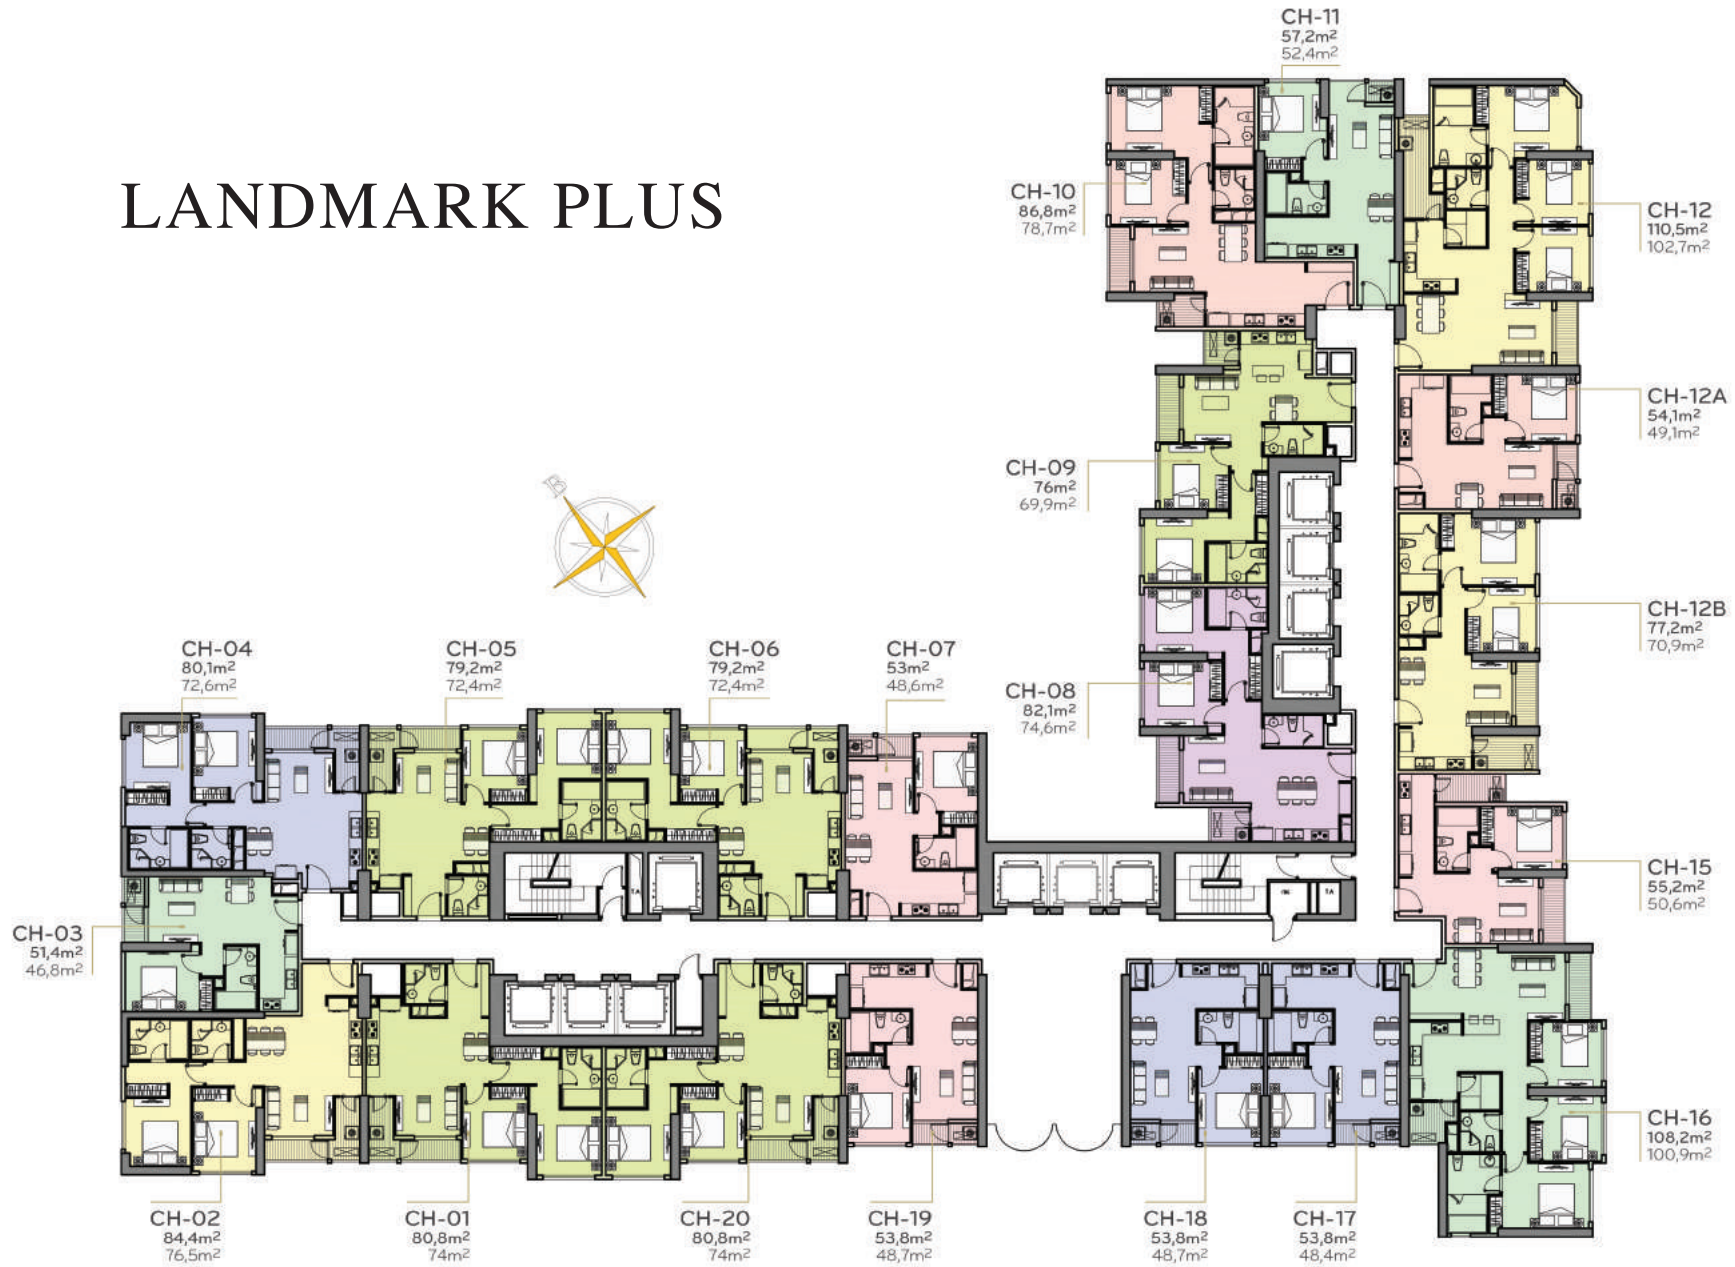 CH-11
57,2m²
52,4m²
LANDMARK PLUS
CH-10
86,8m²
78,7m²
CH-12
110,5m²
102,7m²
CH-12A
54,1m²
49,1m²
CH-09
76m²
69,9m²
B
CH-12B
77,2m²
70,9m²
CH-04
80,1m²
72,6m²
CH-05
79,2m²
72,4m²
CH-06
79,2m²
72,4m²
CH-07
53m²
48,6m²
CH-08
82,1m²
74,6m²
CH-15
55,2m²
50,6m²
T.A
T.A
CH-03
51,4m²
46,8m²
CH-16
108,2m²
100,9m²
CH-02
84,4m²
76,5m²
CH-01
80,8m²
74m²
CH-20
80,8m²
74m²
CH-19
53,8m²
48,7m²
CH-18
53,8m²
48,7m²
CH-17
53,8m²
48,4m²